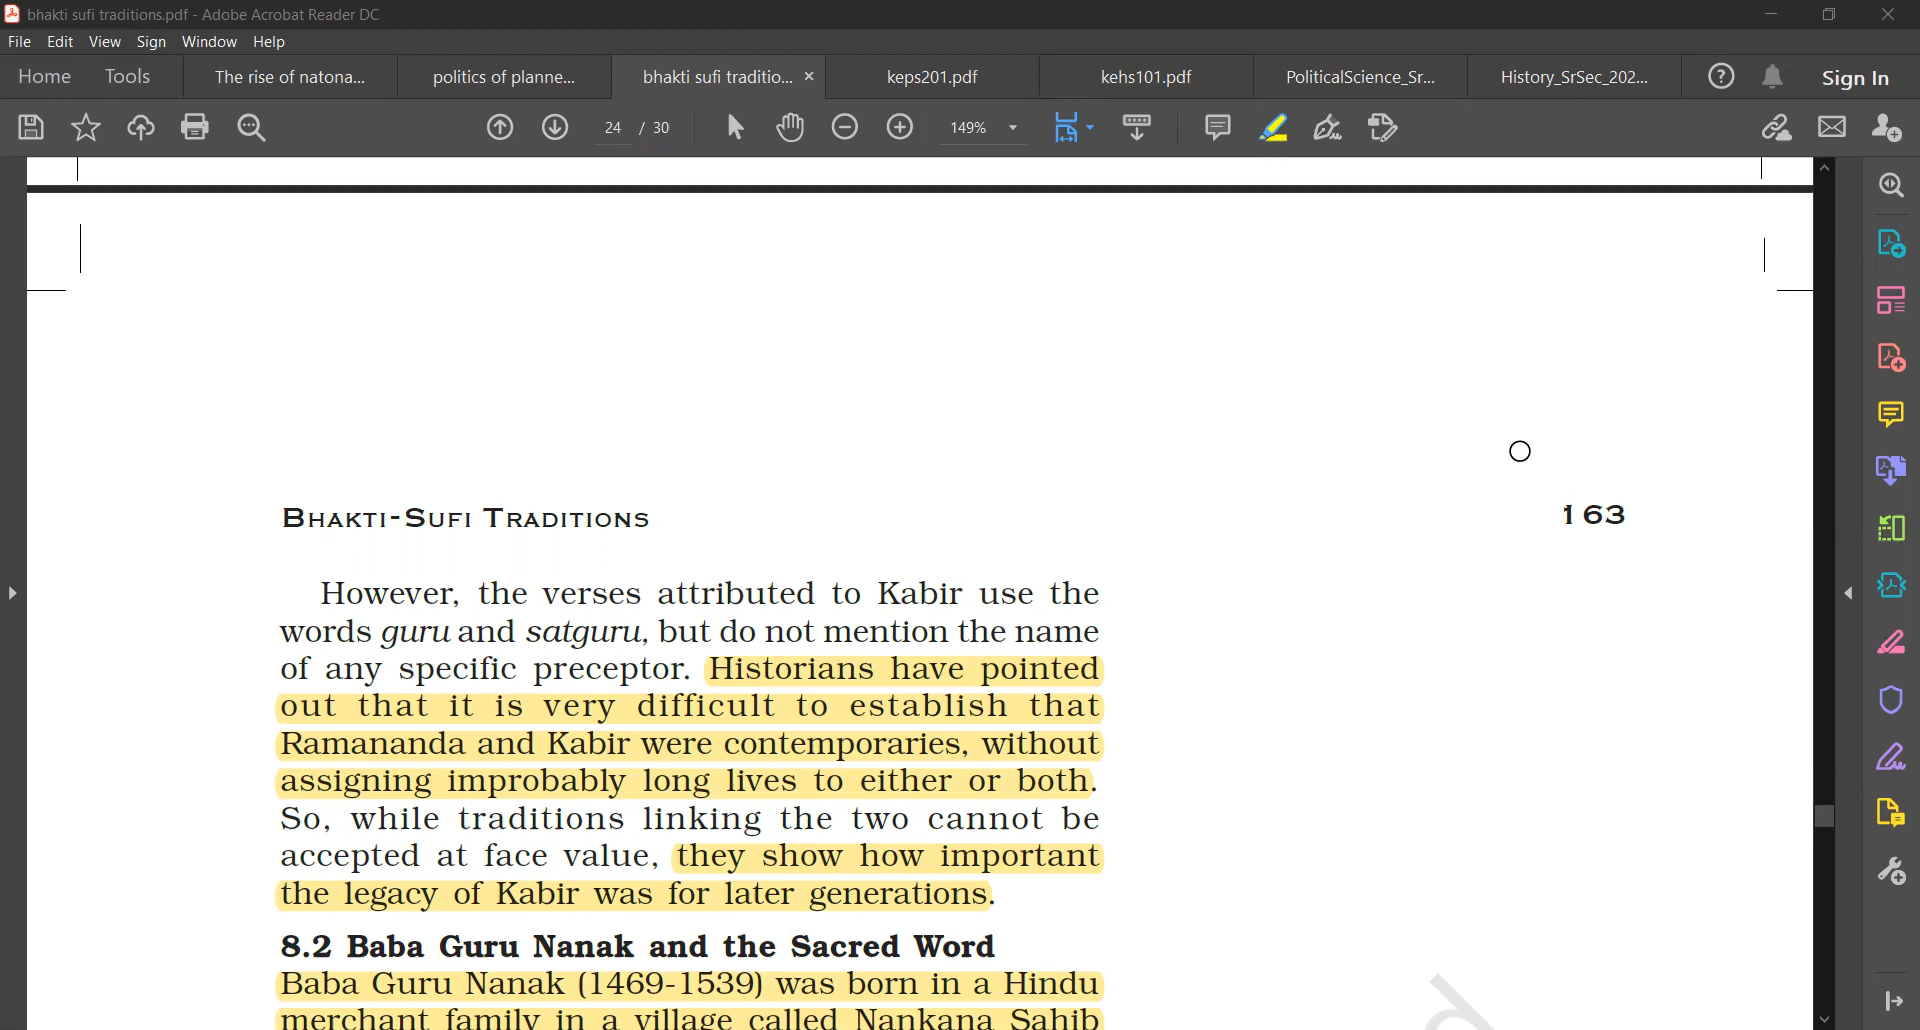 bhakti sufi traditions.pdf - Adobe Acrobat Reader DC
File Edit View Sign Window Help
Home Tools The rise of natona... politics of planne... bhakti sufi traditio... × keps201.pdf kehs101.pdf PoliticalScience_Sr... History_SrSec_202... Sign In
24 / 30 149%
BHAKTI-SUFI TRADITIONS 163
However, the verses attributed to Kabir use the
words guru and satguru, but do not mention the name
of any specific preceptor. Historians have pointed
out that it is very difficult to establish that
Ramananda and Kabir were contemporaries, without
assigning improbably long lives to either or both.
So, while traditions linking the two cannot be
accepted at face value, they show how important
the legacy of Kabir was for later generations.
8.2 Baba Guru Nanak and the Sacred Word
Baba Guru Nanak (1469-1539) was born in a Hindu
merchant family in a village called Nankana Sahib
d